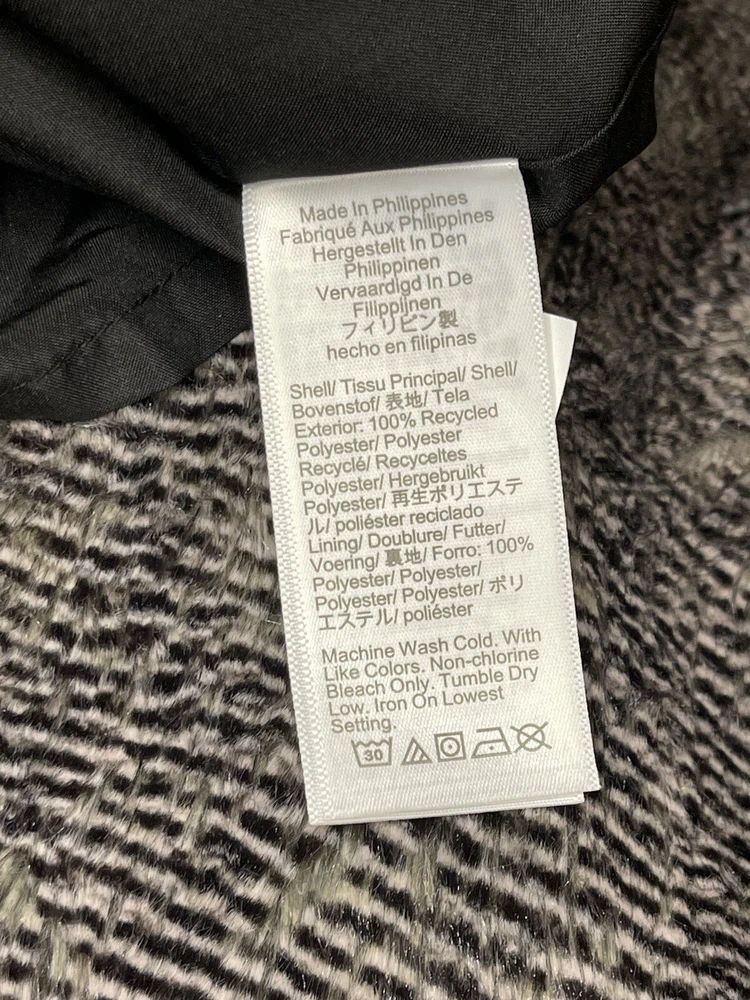 Made In Philippines
Fabriqué Aux Philippines
Hergestellt In Den
Philippinen
Vervaardigd In De
Filippijnen
フィリピン製
hecho en filipinas
Shell/ Tissu Principal/ Shell/
Bovenstof/ 表地/ Tela
Exterior: 100% Recycled
Polyester/ Polyester
Recyclé/ Recyceltes
Polyester/ Hergebruikt
Polyester/ 再生ポリエステ
ル/ poliéster reciclado
Lining/ Doublure/ Futter/
Voering/ 裏地/ Forro: 100%
Polyester/ Polyester/
Polyester/ Polyester/ ポリ
エステル/ poliéster
Machine Wash Cold. With
Like Colors. Non-chlorine
Bleach Only. Tumble Dry
Low. Iron On Lowest
Setting.
30